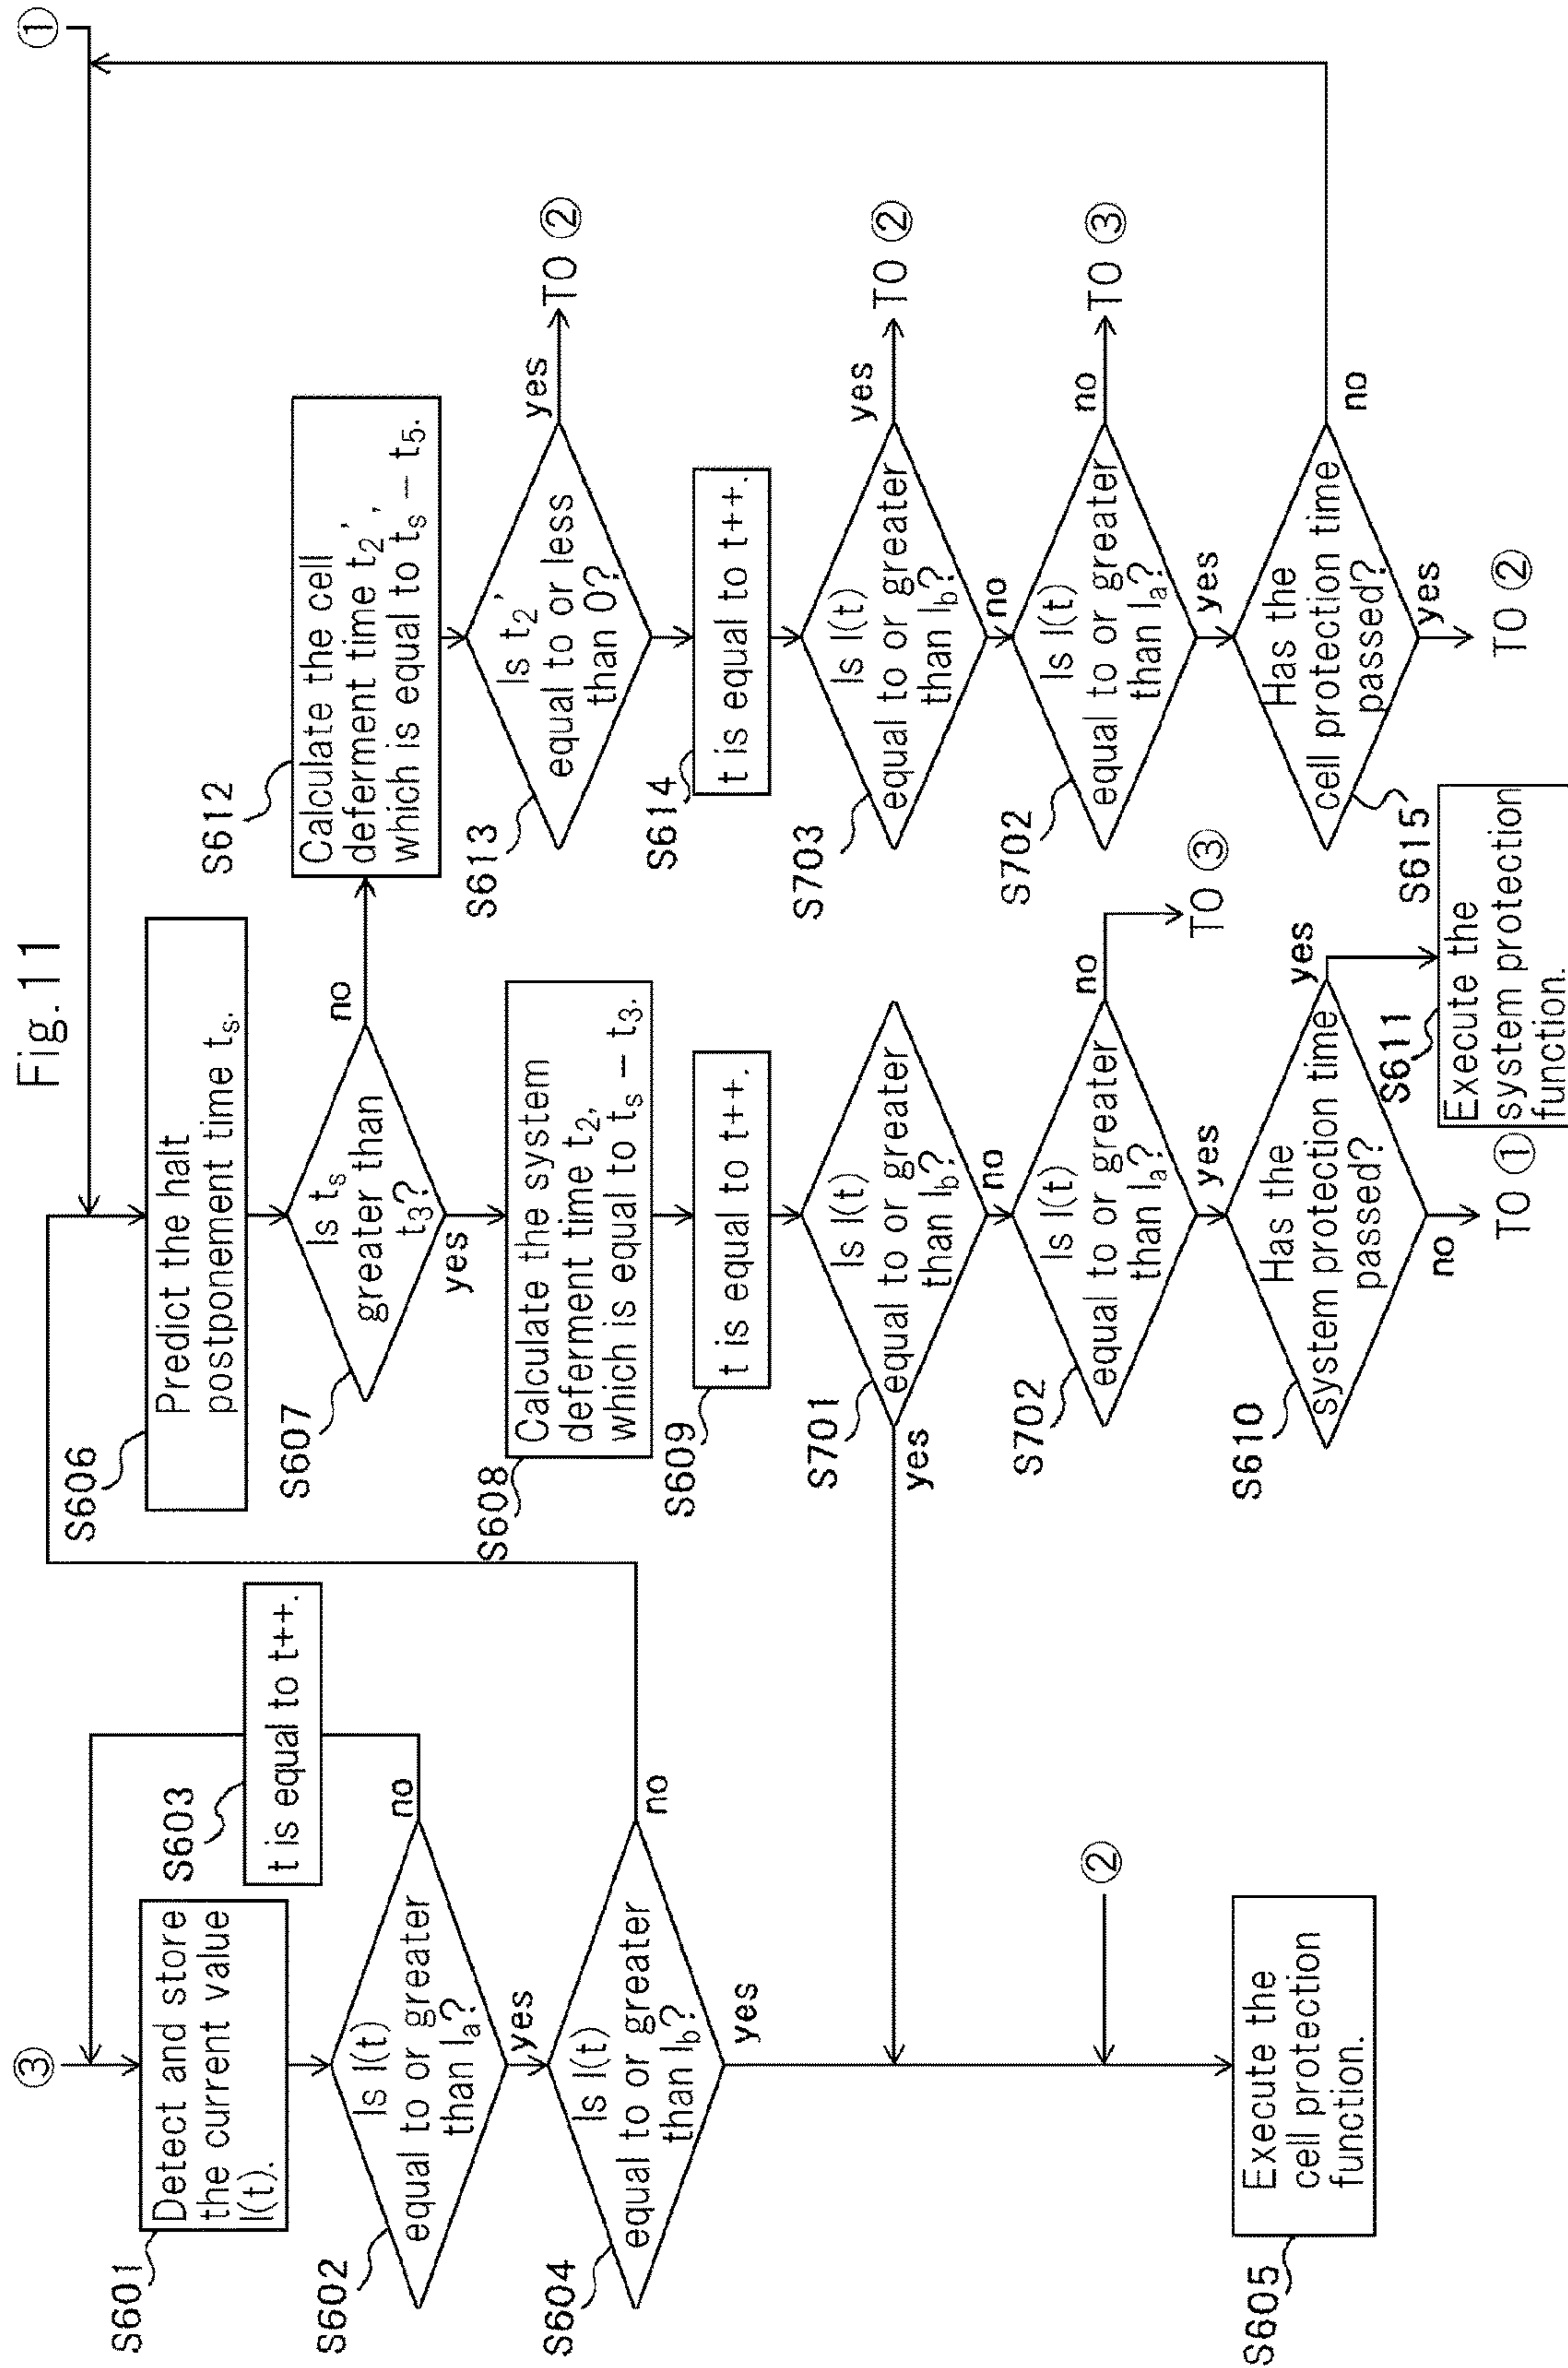 Fig. 11
③
S601
Detect and store
the current value
I(t).
S603
t is equal to t++.
S602
Is I(t)
equal to or greater
than Ia?
no
yes
S604
Is I(t)
equal to or greater
than Ib?
no
yes
②
S605
Execute the
cell protection
function.
①
S606
Predict the halt
postponement time ts.
S607
Is ts
greater than
t3?
no
yes
S608
Calculate the system
deferment time t2,
which is equal to ts – t3.
S609
t is equal to t++.
S701
Is I(t)
equal to or greater
than Ib?
yes
no
S702
Is I(t)
equal to or greater
than Ia?
no
TO ③
yes
S610
Has the
system protection time
passed?
yes
no
TO ①
S611
Execute the
system protection
function.
S612
Calculate the cell
deferment time t2',
which is equal to ts – t5.
S613
Is t2'
equal to or less
than 0?
yes
TO ②
S614
t is equal to t++.
S703
Is I(t)
equal to or greater
than Ib?
yes
TO ②
no
S702
Is I(t)
equal to or greater
than Ia?
no
TO ③
yes
S615
Has the
cell protection time
passed?
no
yes
TO ②